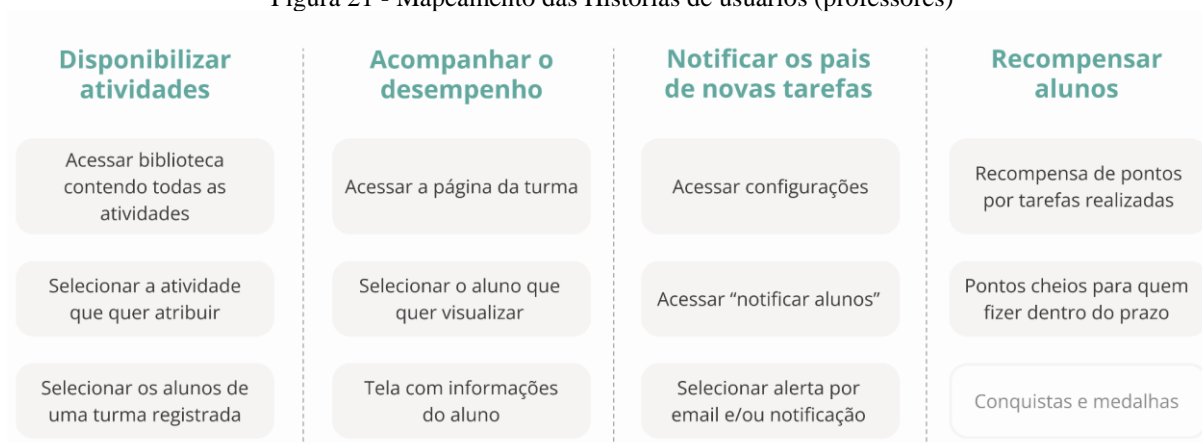 Figura 21 - Mapeamento das Histórias de usuários (professores)
Disponibilizar
atividades
Acessar biblioteca
contendo todas as
atividades
Selecionar a atividade
que quer atribuir
Selecionar os alunos de
uma turma registrada
Acompanhar o
desempenho
Acessar a página da turma
Selecionar o aluno que
quer visualizar
Tela com informações
do aluno
Notificar os pais
de novas tarefas
Acessar configurações
Acessar “notificar alunos”
Selecionar alerta por
email e/ou notificação
Recompensar
alunos
Recompensa de pontos
por tarefas realizadas
Pontos cheios para quem
fizer dentro do prazo
Conquistas e medalhas